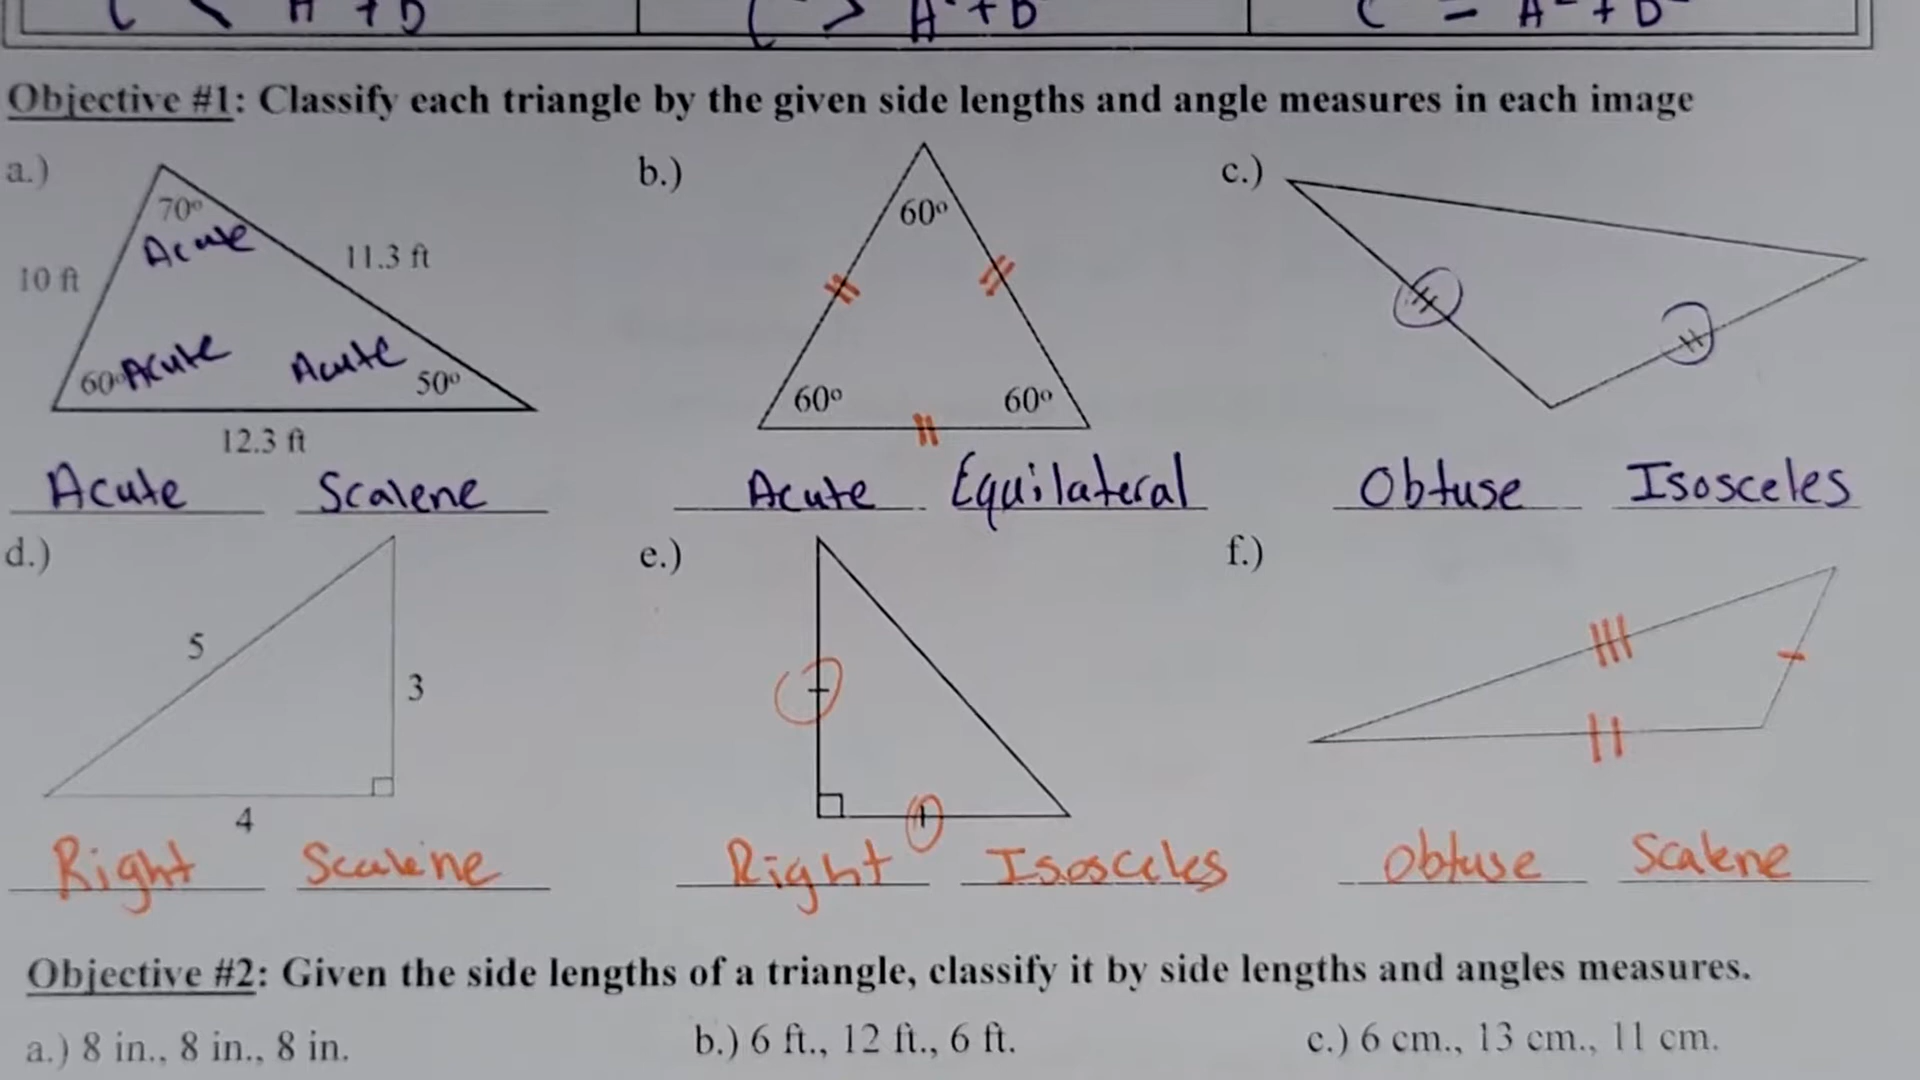 C < A + B
C > A + B
C = A + B
Objective #1: Classify each triangle by the given side lengths and angle measures in each image
a.)
70°
Acute
10 ft
11.3 ft
60°
Acute
Acute
50°
12.3 ft
Acute Scalene
b.)
60°
60°
60°
Acute Equilateral
c.)
Obtuse Isosceles
d.)
5
3
4
Right Scalene
e.)
Right Isosceles
f.)
Obtuse Scalene
Objective #2: Given the side lengths of a triangle, classify it by side lengths and angles measures.
a.) 8 in., 8 in., 8 in.
b.) 6 ft., 12 ft., 6 ft.
c.) 6 cm., 13 cm., 11 cm.